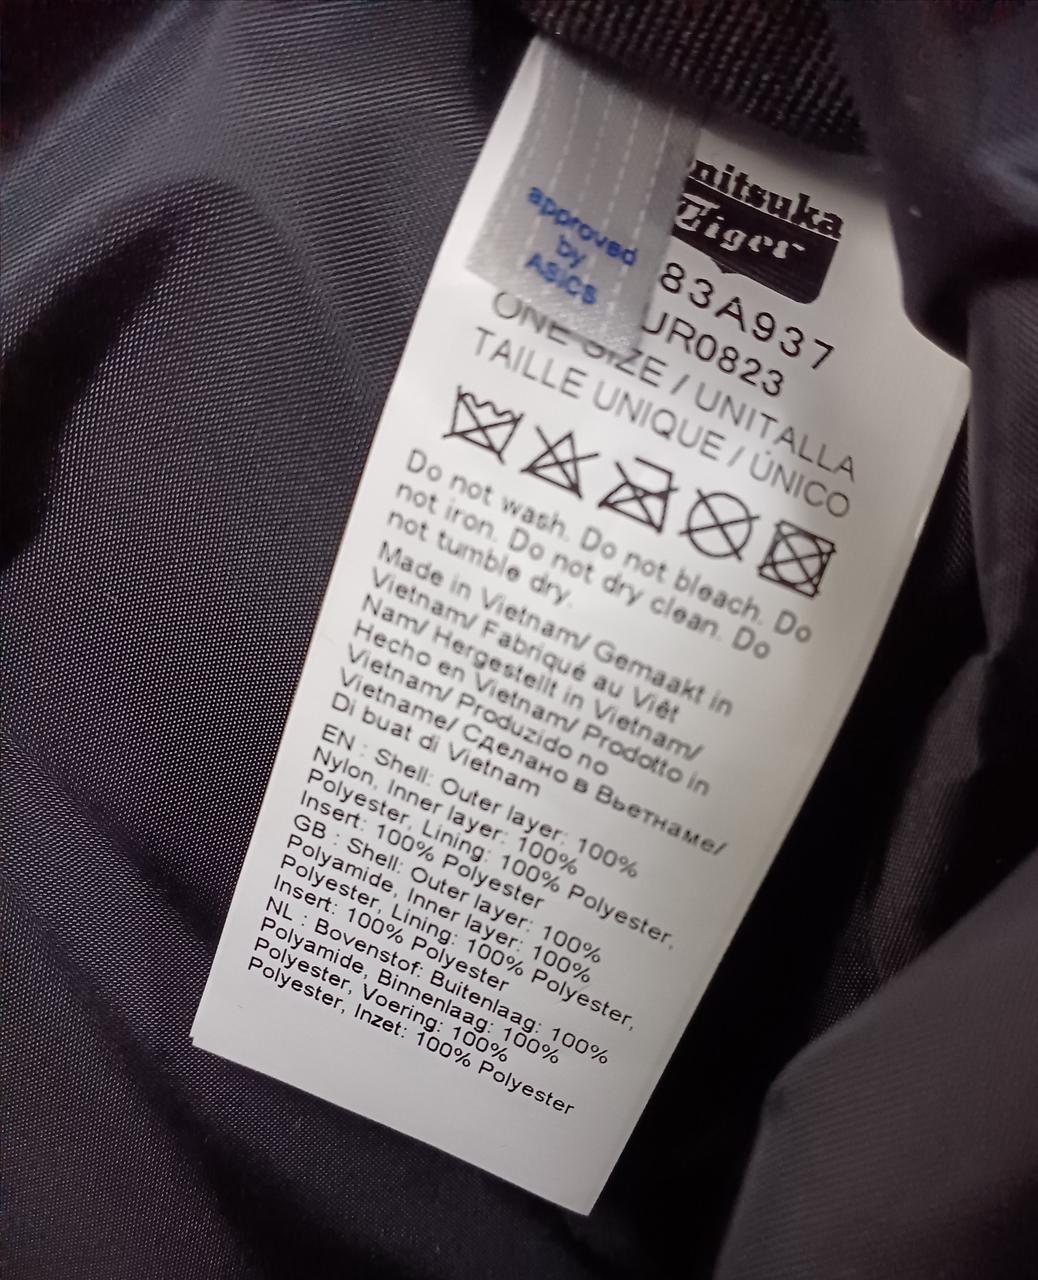 approved
by
ASICS
nitsuka
Tiger
83A937
UR0823
ONE SIZE / UNITALLA
TAILLE UNIQUE / ÚNICO
Do not wash. Do not bleach. Do
not iron. Do not dry clean. Do
not tumble dry.
Made in Vietnam/ Gemaakt in
Vietnam/ Fabriqué au Viêt
Nam/ Hergestellt in Vietnam/
Hecho en Vietnam/ Prodotto in
Vietnam/ Produzido no
Vietname/ Сделано в Вьетнаме/
Di buat di Vietnam
EN : Shell: Outer layer: 100%
Nylon, Inner layer: 100%
Polyester, Lining: 100% Polyester,
Insert: 100% Polyester
GB : Shell: Outer layer: 100%
Polyamide, Inner layer: 100%
Polyester, Lining: 100% Polyester,
Insert: 100% Polyester
NL : Bovenstof: Buitenlaag: 100%
Polyamide, Binnenlaag: 100%
Polyester, Voering: 100%
Polyester, Inzet: 100% Polyester